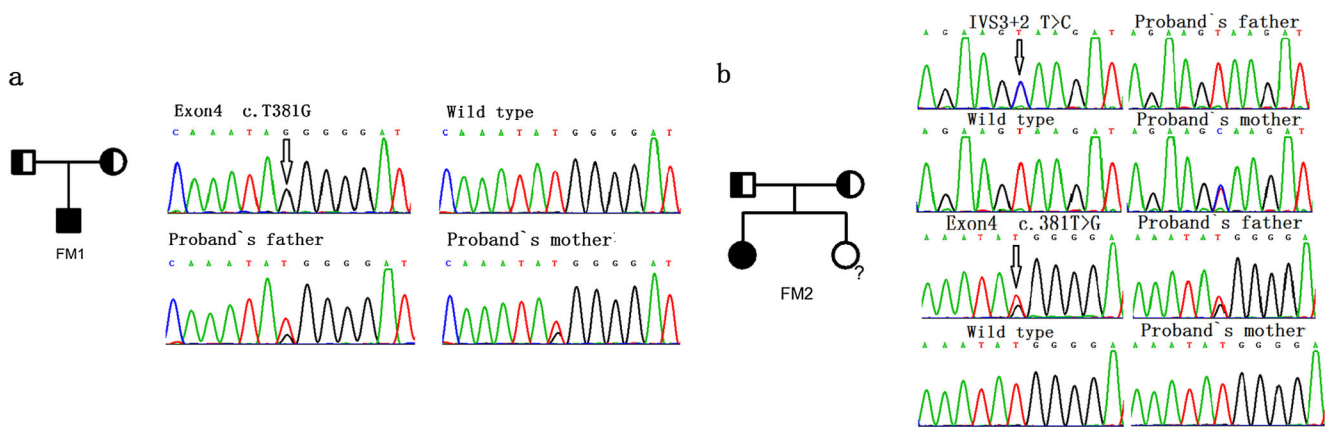 a
Exon4 c.T381G
C A A A T A G G G G G A T
Wild type
C A A A T A T G G G G A T
Proband`s father
C A A A T A T G G G G A T
Proband`s mother
C A A A T A T G G G G A T
FM1
b
IVS3+2 T>C
A G A A G T A A G A T
Proband`s father
A G A A G T A A G A T
Wild type
A G A A G T A A G A T
Proband`s mother
A G A A G C A A G A T
Exon4 c.381T>G
A A A T A T G G G G A
Proband`s father
A A A T A T G G G G A
Wild type
A A A T A T G G G G A
Proband`s mother
A A A T A T G G G G A
?
FM2